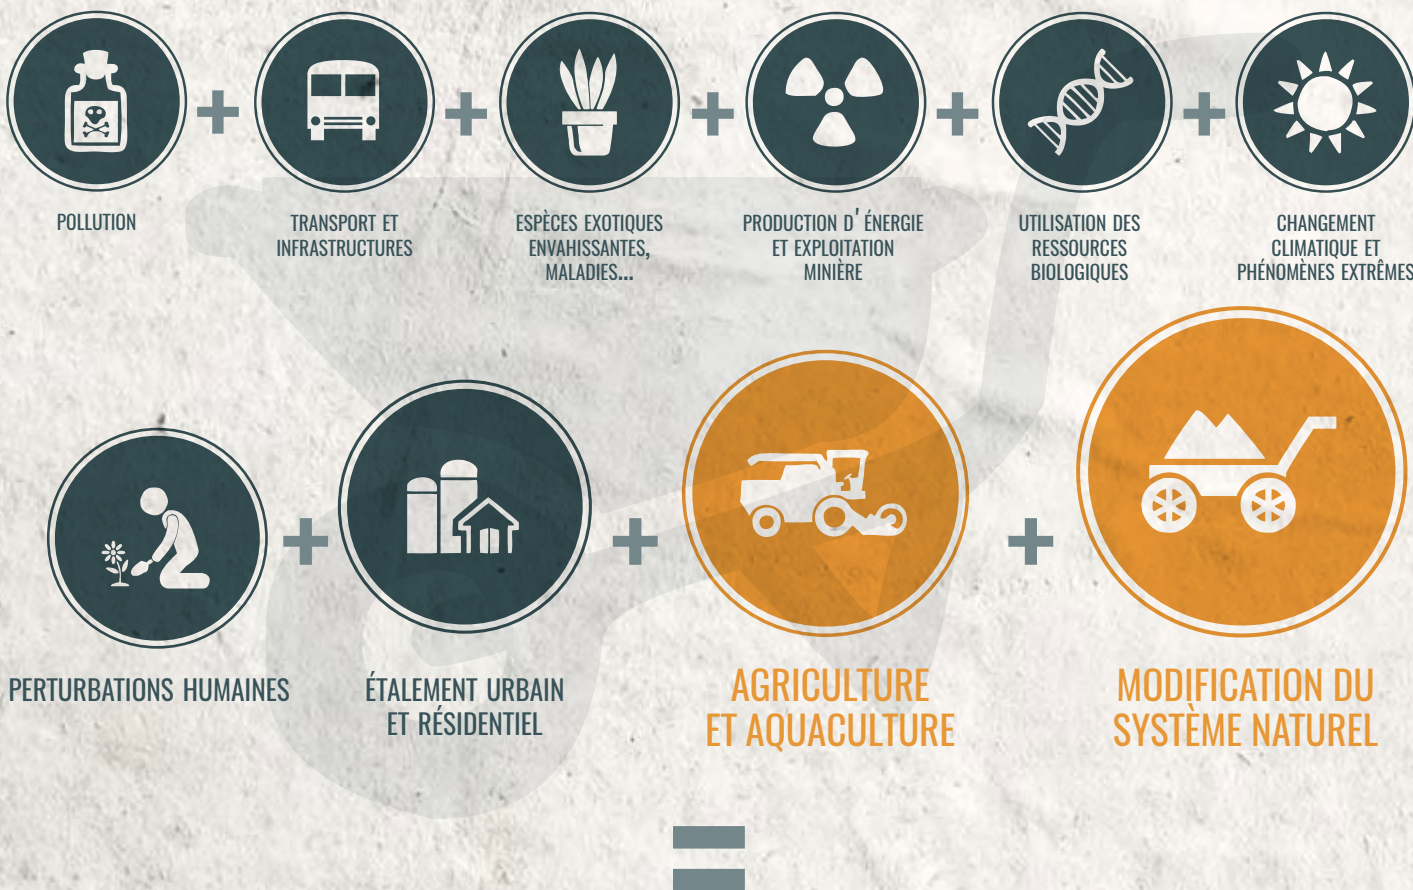 POLLUTION
TRANSPORT ET
INFRASTRUCTURES
ESPÈCES EXOTIQUES
ENVAHISSANTES,
MALADIES...
PRODUCTION D'ÉNERGIE
ET EXPLOITATION
MINIÈRE
UTILISATION DES
RESSOURCES
BIOLOGIQUES
CHANGEMENT
CLIMATIQUE ET
PHÉNOMÈNES EXTRÊMES
PERTURBATIONS HUMAINES
ÉTALEMENT URBAIN
ET RÉSIDENTIEL
AGRICULTURE
ET AQUACULTURE
MODIFICATION DU
SYSTÈME NATUREL